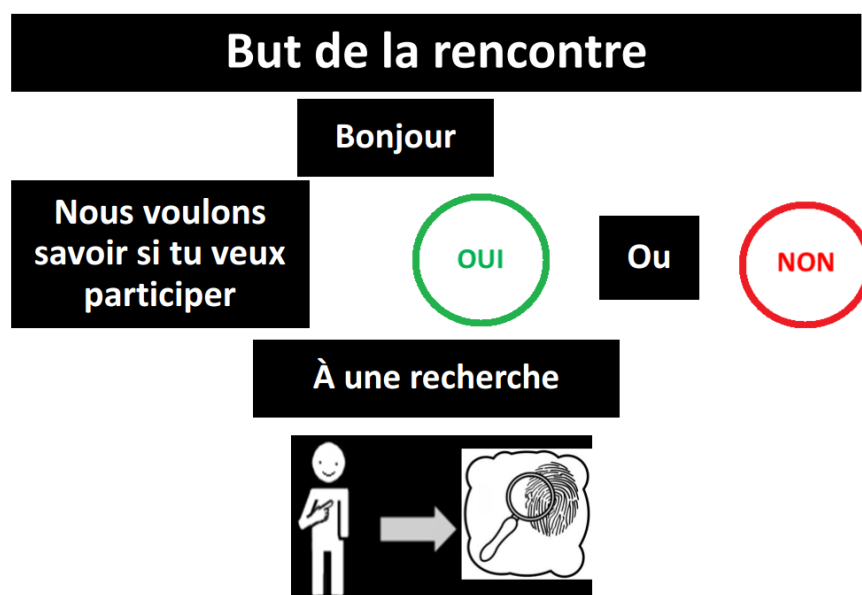 But de la rencontre
Bonjour
Nous voulons
savoir si tu veux
participer
OUI
Ou
NON
À une recherche